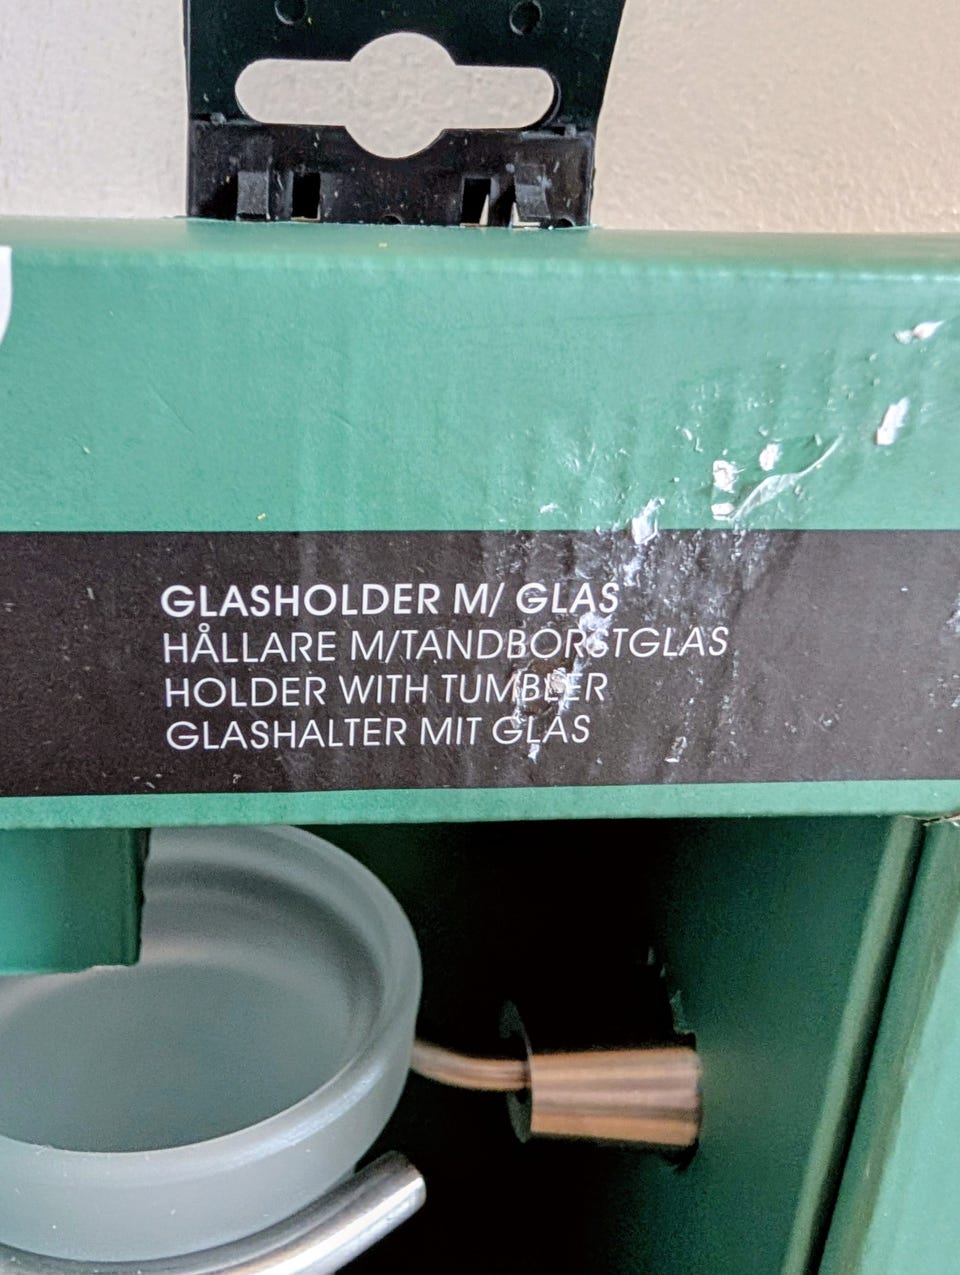 GLASHOLDER M/ GLAS
HÅLLARE M/TANDBORSTGLAS
HOLDER WITH TUMBLER
GLASHALTER MIT GLAS